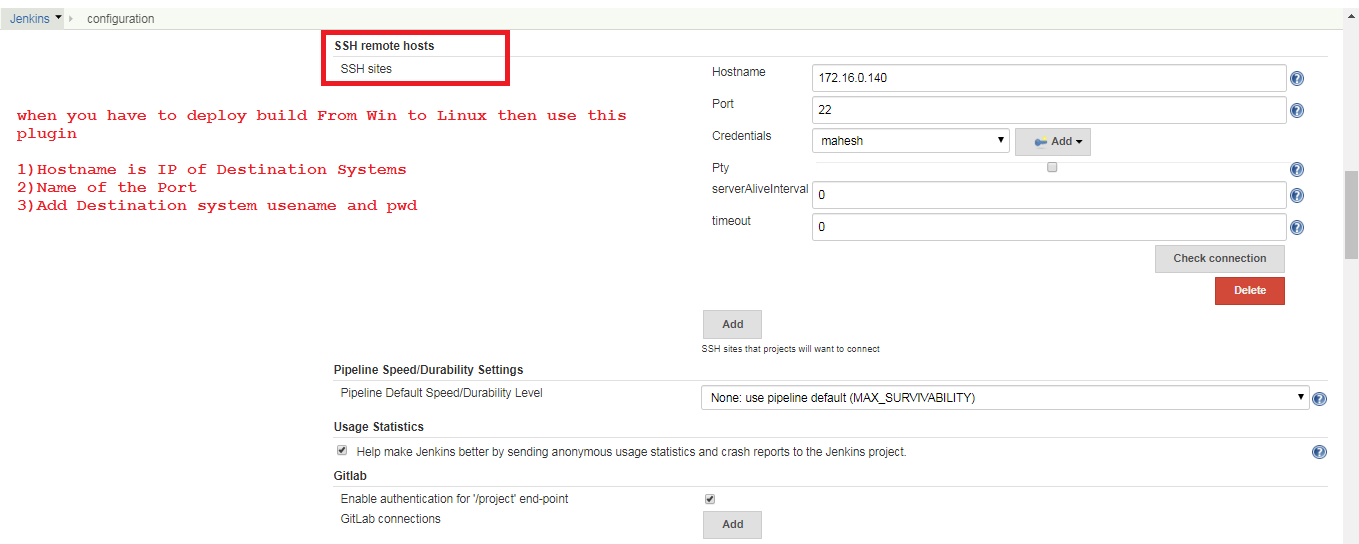 Jenkins
configuration
SSH remote hosts
SSH sites
when you have to deploy build From Win to Linux then use this
plugin
1)Hostname is IP of Destination Systems
2)Name of the Port
3)Add Destination system usename and pwd
Hostname
172.16.0.140
Port
22
Credentials
mahesh
Add
Pty
serverAliveInterval
0
timeout
0
Check connection
Delete
Add
SSH sites that projects will want to connect
Pipeline Speed/Durability Settings
Pipeline Default Speed/Durability Level
None: use pipeline default (MAX_SURVIVABILITY)
Usage Statistics
Help make Jenkins better by sending anonymous usage statistics and crash reports to the Jenkins project.
Gitlab
Enable authentication for '/project' end-point
GitLab connections
Add